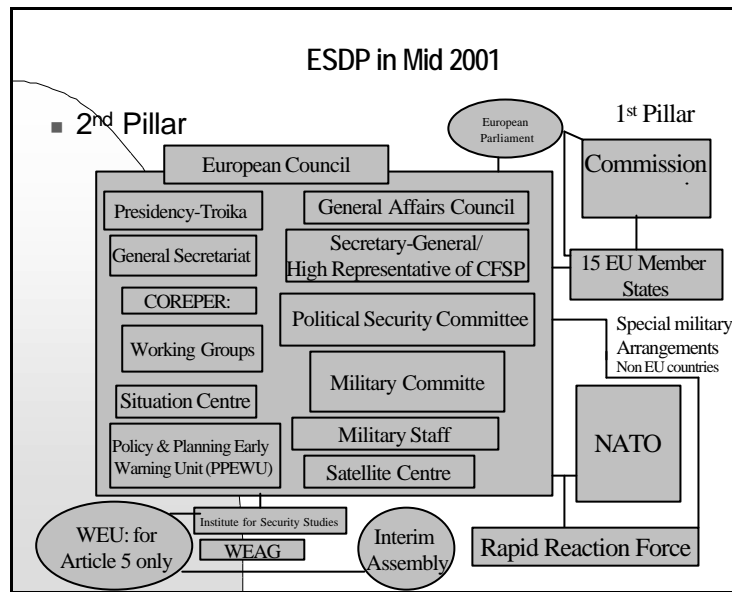 ESDP in Mid 2001
2nd Pillar
European
Parliament
1st Pillar
European Council
Commission
.
Presidency-Troika
General Affairs Council
General Secretariat
Secretary-General/
High Representative of CFSP
15 EU Member
States
COREPER:
Political Security Committee
Special military
Arrangements
Non EU countries
Working Groups
Military Committe
Situation Centre
NATO
Policy & Planning Early
Warning Unit (PPEWU)
Military Staff
Satellite Centre
WEU: for
Article 5 only
Institute for Security Studies
WEAG
Interim
Assembly
Rapid Reaction Force